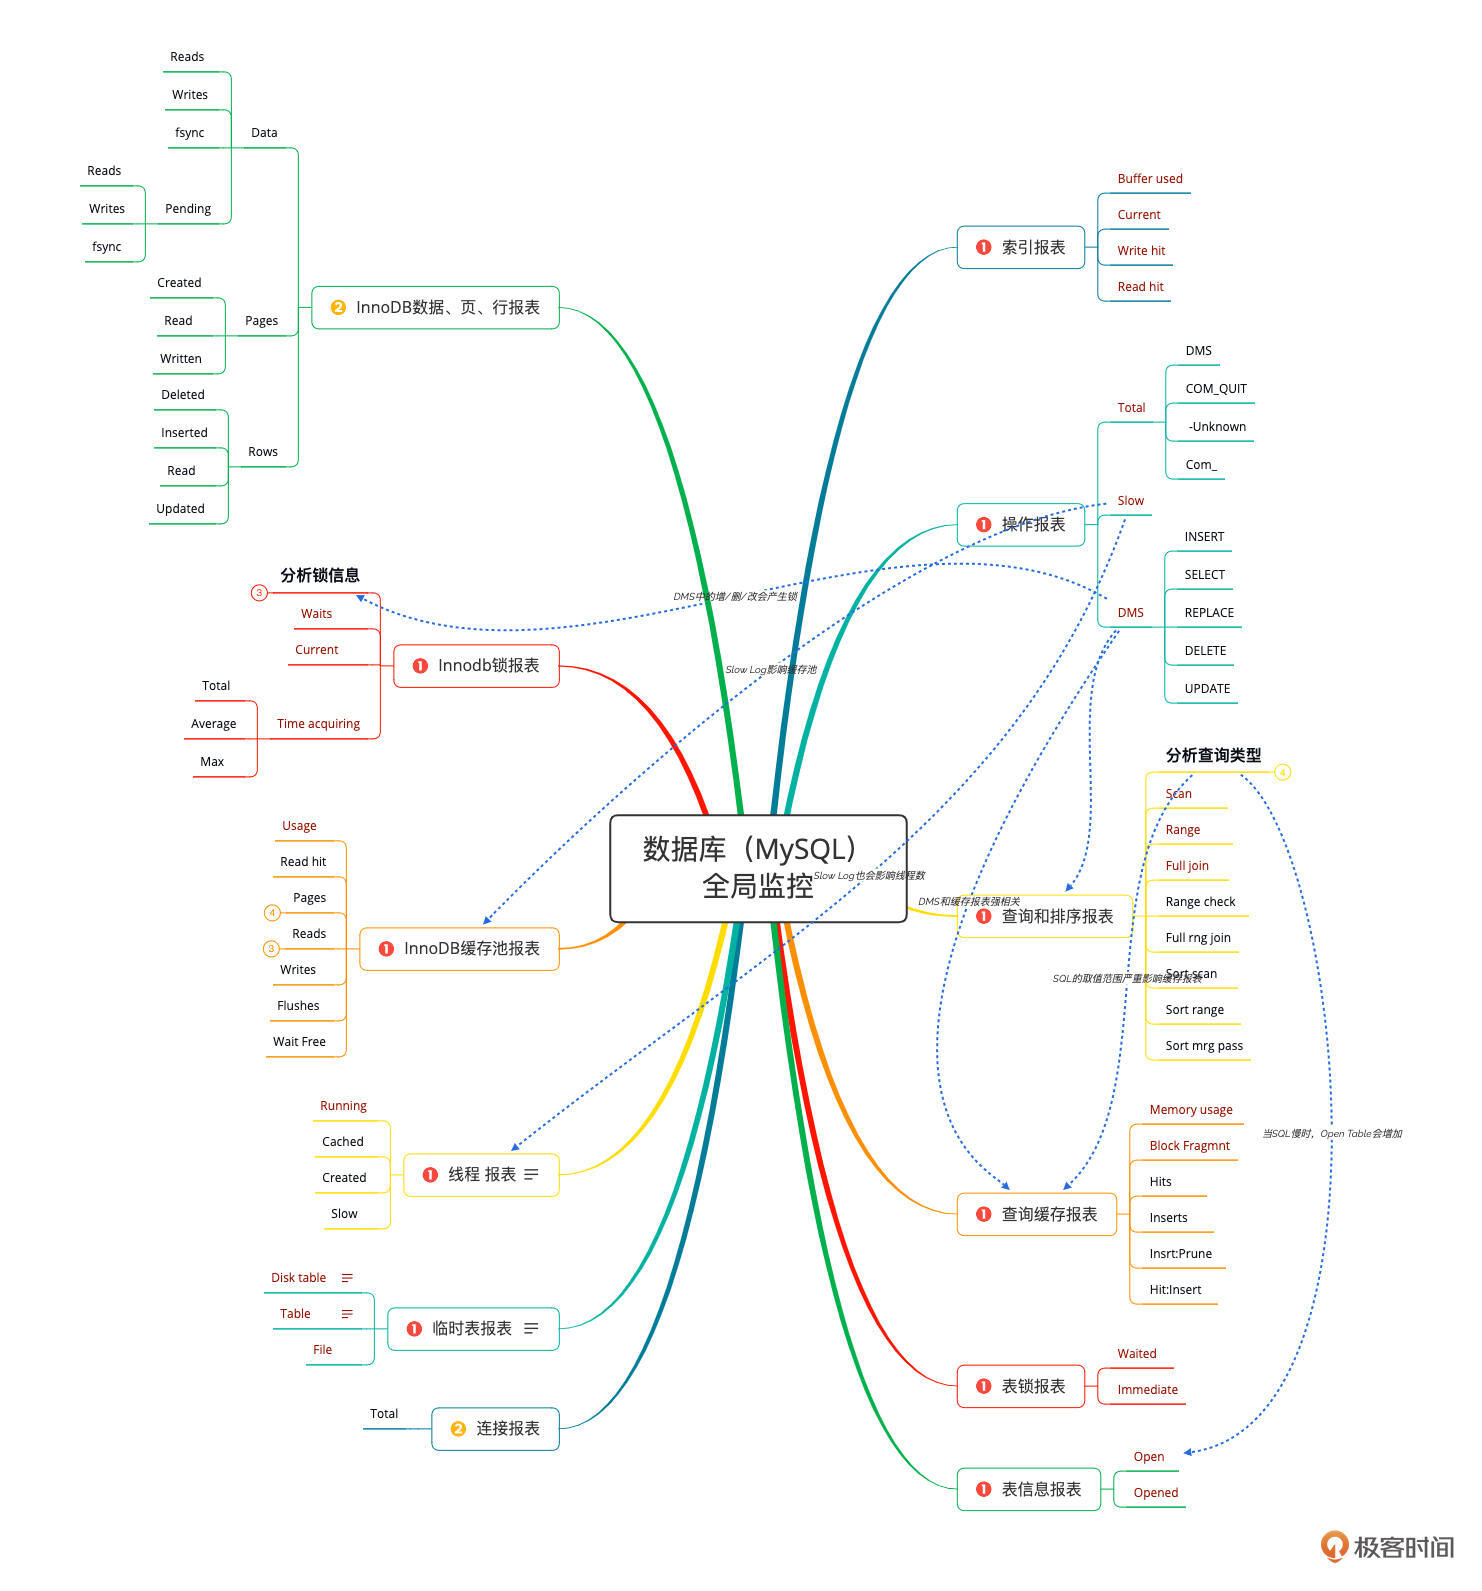 数据库（MySQL）
全局监控
1 索引报表
Buffer used
Current
Write hit
Read hit
1 操作报表
Total
DMS
COM_QUIT
-Unknown
Com_
Slow
DMS
INSERT
SELECT
REPLACE
DELETE
UPDATE
1 查询和排序报表
分析查询类型
4
Scan
Range
Full join
Range check
Full rng join
Sort scan
Sort range
Sort mrg pass
1 查询缓存报表
Memory usage
Block Fragmnt
Hits
Inserts
Insrt:Prune
Hit:Insert
1 表锁报表
Waited
Immediate
1 表信息报表
Open
Opened
2 InnoDB数据、页、行报表
Data
Reads
Writes
fsync
Pending
Reads
Writes
fsync
Pages
Created
Read
Written
Rows
Deleted
Inserted
Read
Updated
1 Innodb锁报表
分析锁信息
3
Waits
Current
Time acquiring
Total
Average
Max
1 InnoDB缓存池报表
Usage
Read hit
Pages
4
Reads
3
Writes
Flushes
Wait Free
1 线程 报表
Running
Cached
Created
Slow
1 临时表报表
Disk table
Table
File
2 连接报表
Total
DMS中的增/删/改会产生锁
Slow Log影响缓存池
Slow Log也会影响线程数
DMS和缓存报表强相关
SQL的取值范围严重影响缓存报表
当SQL慢时，Open Table会增加
极客时间